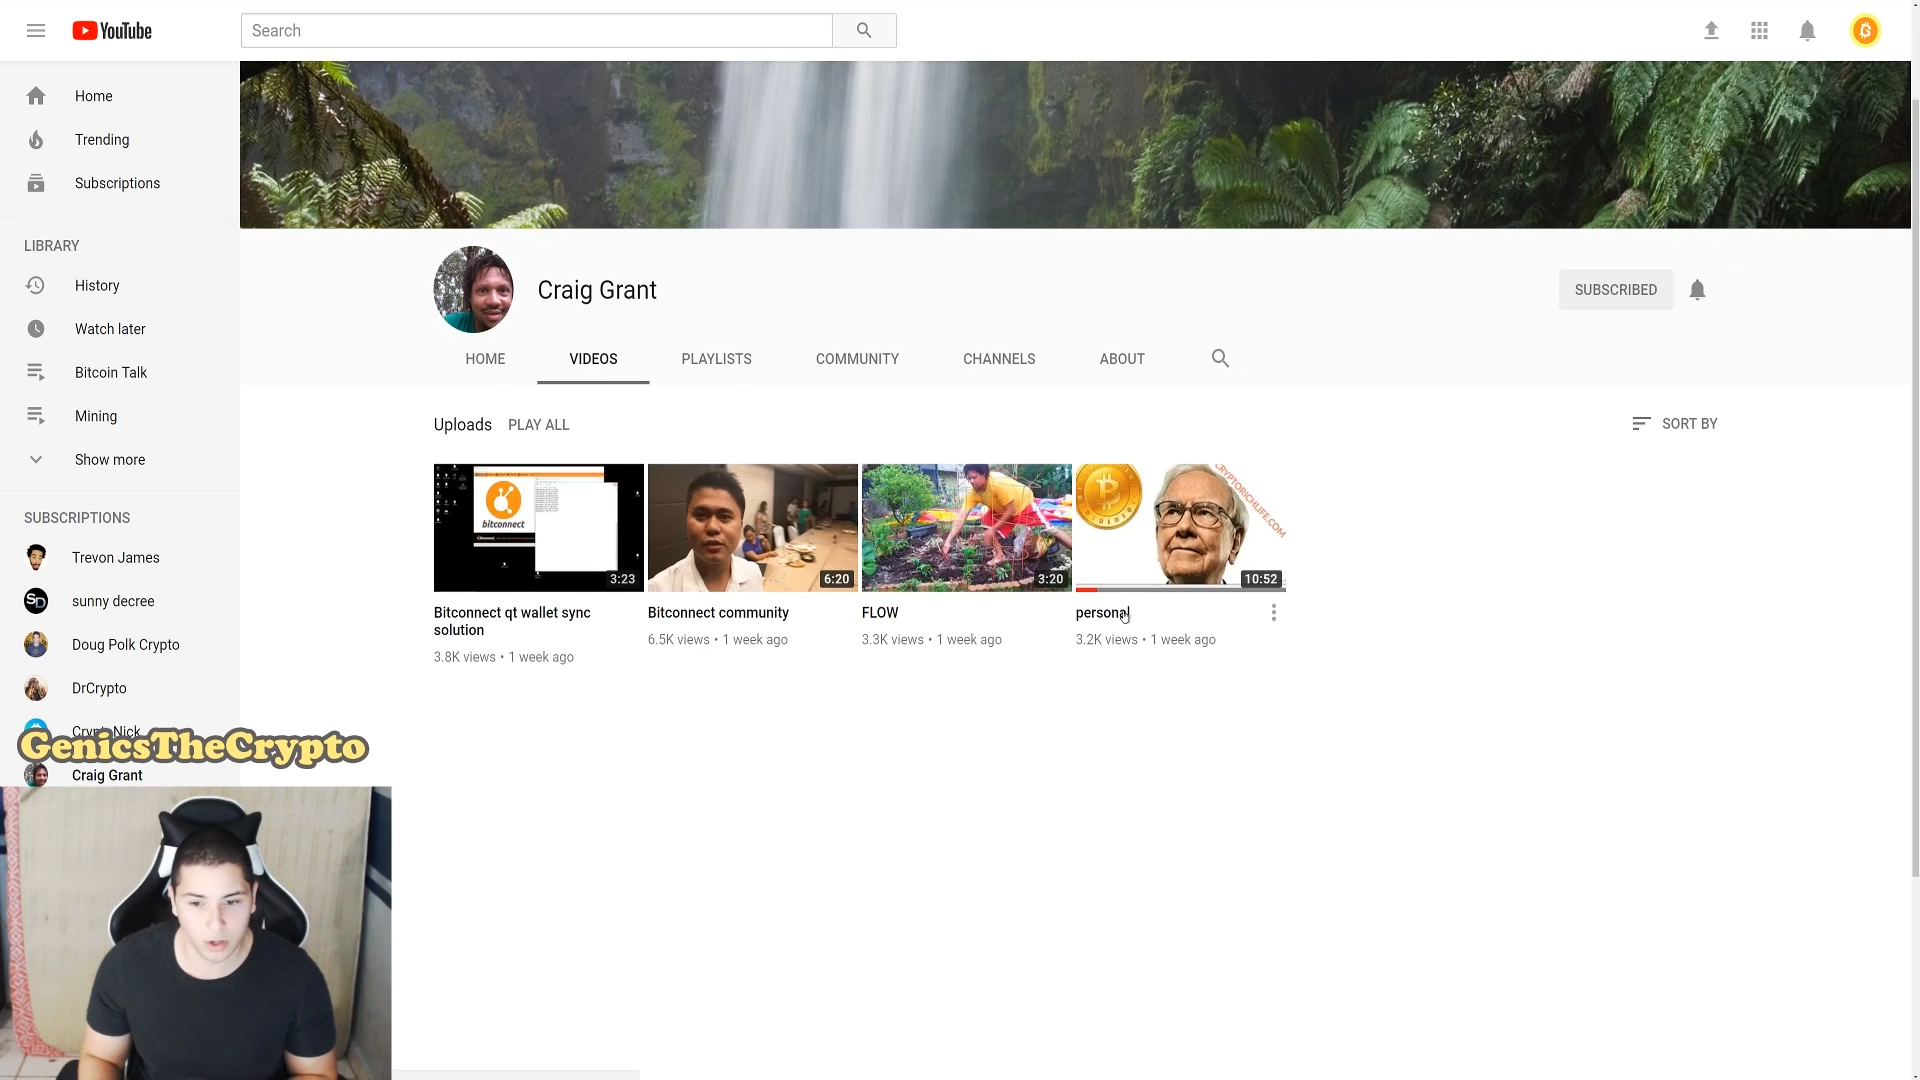 YouTube
Search
Home
Trending
Subscriptions
LIBRARY
History
Watch later
Bitcoin Talk
Mining
Show more
SUBSCRIPTIONS
Trevon James
SD
sunny decree
Doug Polk Crypto
DrCrypto
GenicsTheCrypto
Craig Grant
Craig Grant
SUBSCRIBED
HOME
VIDEOS
PLAYLISTS
COMMUNITY
CHANNELS
ABOUT
Uploads
PLAY ALL
SORT BY
bitconnect
3:23
Bitconnect qt wallet sync
solution
3.8K views • 1 week ago
6:20
Bitconnect community
6.5K views • 1 week ago
3:20
FLOW
3.3K views • 1 week ago
CRYPTORICHLIFE.COM
10:52
personal
3.2K views • 1 week ago